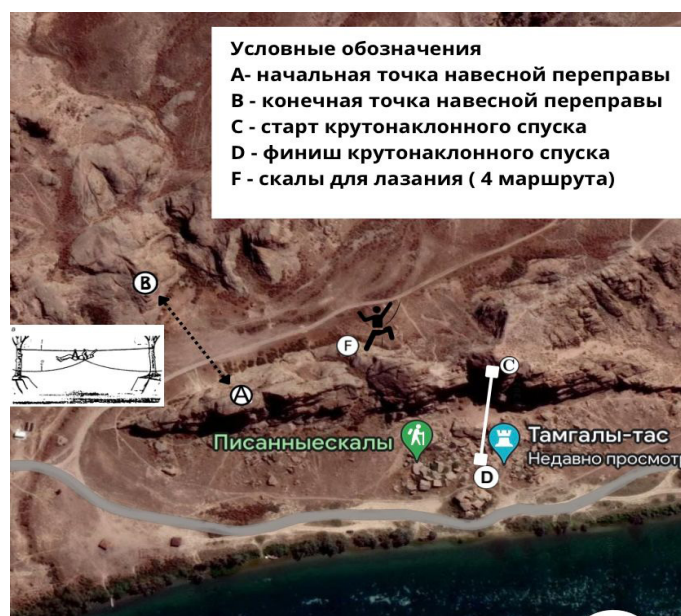 Условные обозначения
А- начальная точка навесной переправы
В - конечная точка навесной переправы
С - старт крутонаклонного спуска
D - финиш крутонаклонного спуска
F - скалы для лазания ( 4 маршрута)
B
F
A
C
Писанныескалы
Тамгалы-тас
Недавно просмотр
D